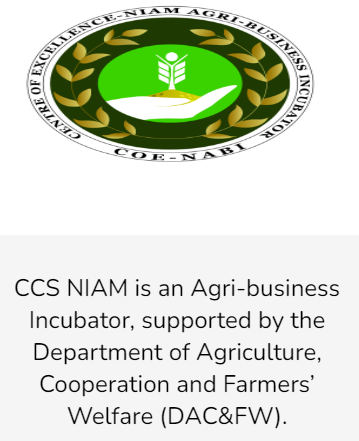 CENTRE OF EXCELLENCE-NIAM AGRI-BUSINESS INCUBATOR
COE-NABI
CCS NIAM is an Agri-business
Incubator, supported by the
Department of Agriculture,
Cooperation and Farmers’
Welfare (DAC&FW).